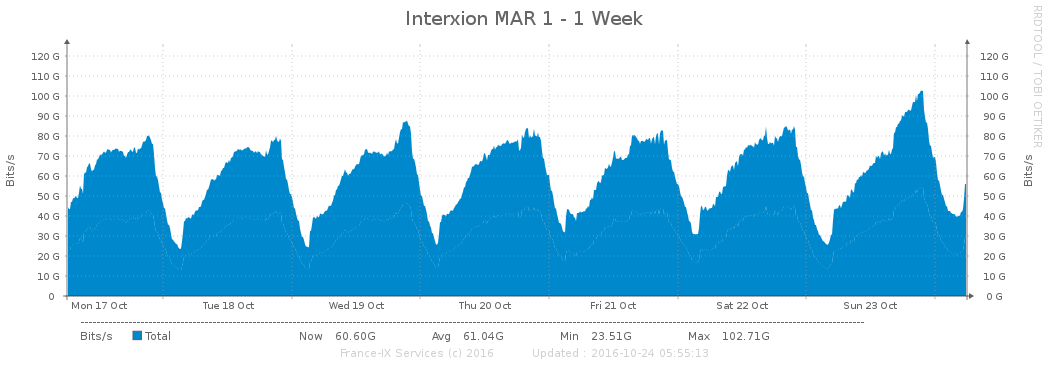 Interxion MAR 1 - 1 Week
RRDTOOL / TOBI OETIKER
Bits/s
120 G
110 G
100 G
90 G
80 G
70 G
60 G
50 G
40 G
30 G
20 G
10 G
0
120 G
110 G
100 G
90 G
80 G
70 G
60 G
50 G
40 G
30 G
20 G
10 G
0 G
Bits/s
Mon 17 Oct Tue 18 Oct Wed 19 Oct Thu 20 Oct Fri 21 Oct Sat 22 Oct Sun 23 Oct
Bits/s Total Now 60.60G Avg 61.04G Min 23.51G Max 102.71G
France-IX Services (c) 2016 Updated : 2016-10-24 05:55:13